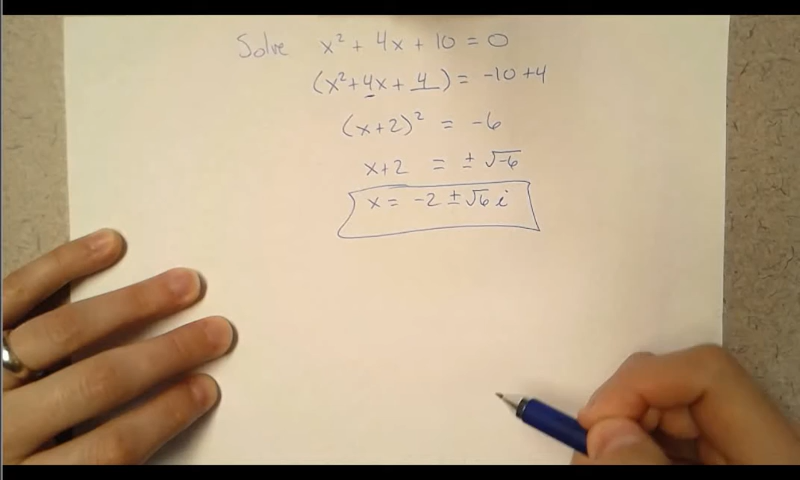 Solve x² + 4x + 10 = 0
(x² + 4x + 4) = -10 + 4
(x+2)² = -6
x+2 = ± √-6
x = -2 ± √6 i